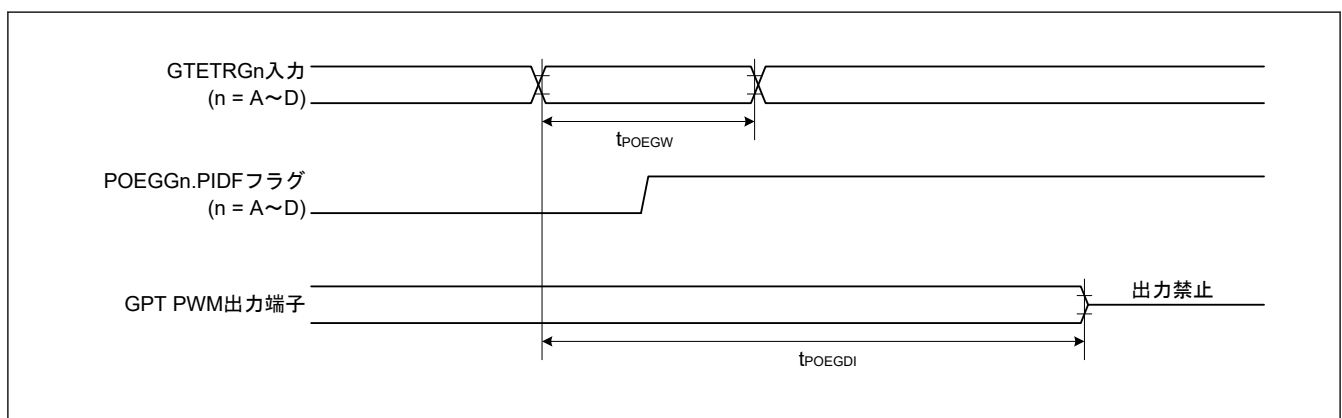 GTETRGn入力
(n = A～D)
tPOEGW
POEGGn.PIDFフラグ
(n = A～D)
GPT PWM出力端子
出力禁止
tPOEGDI